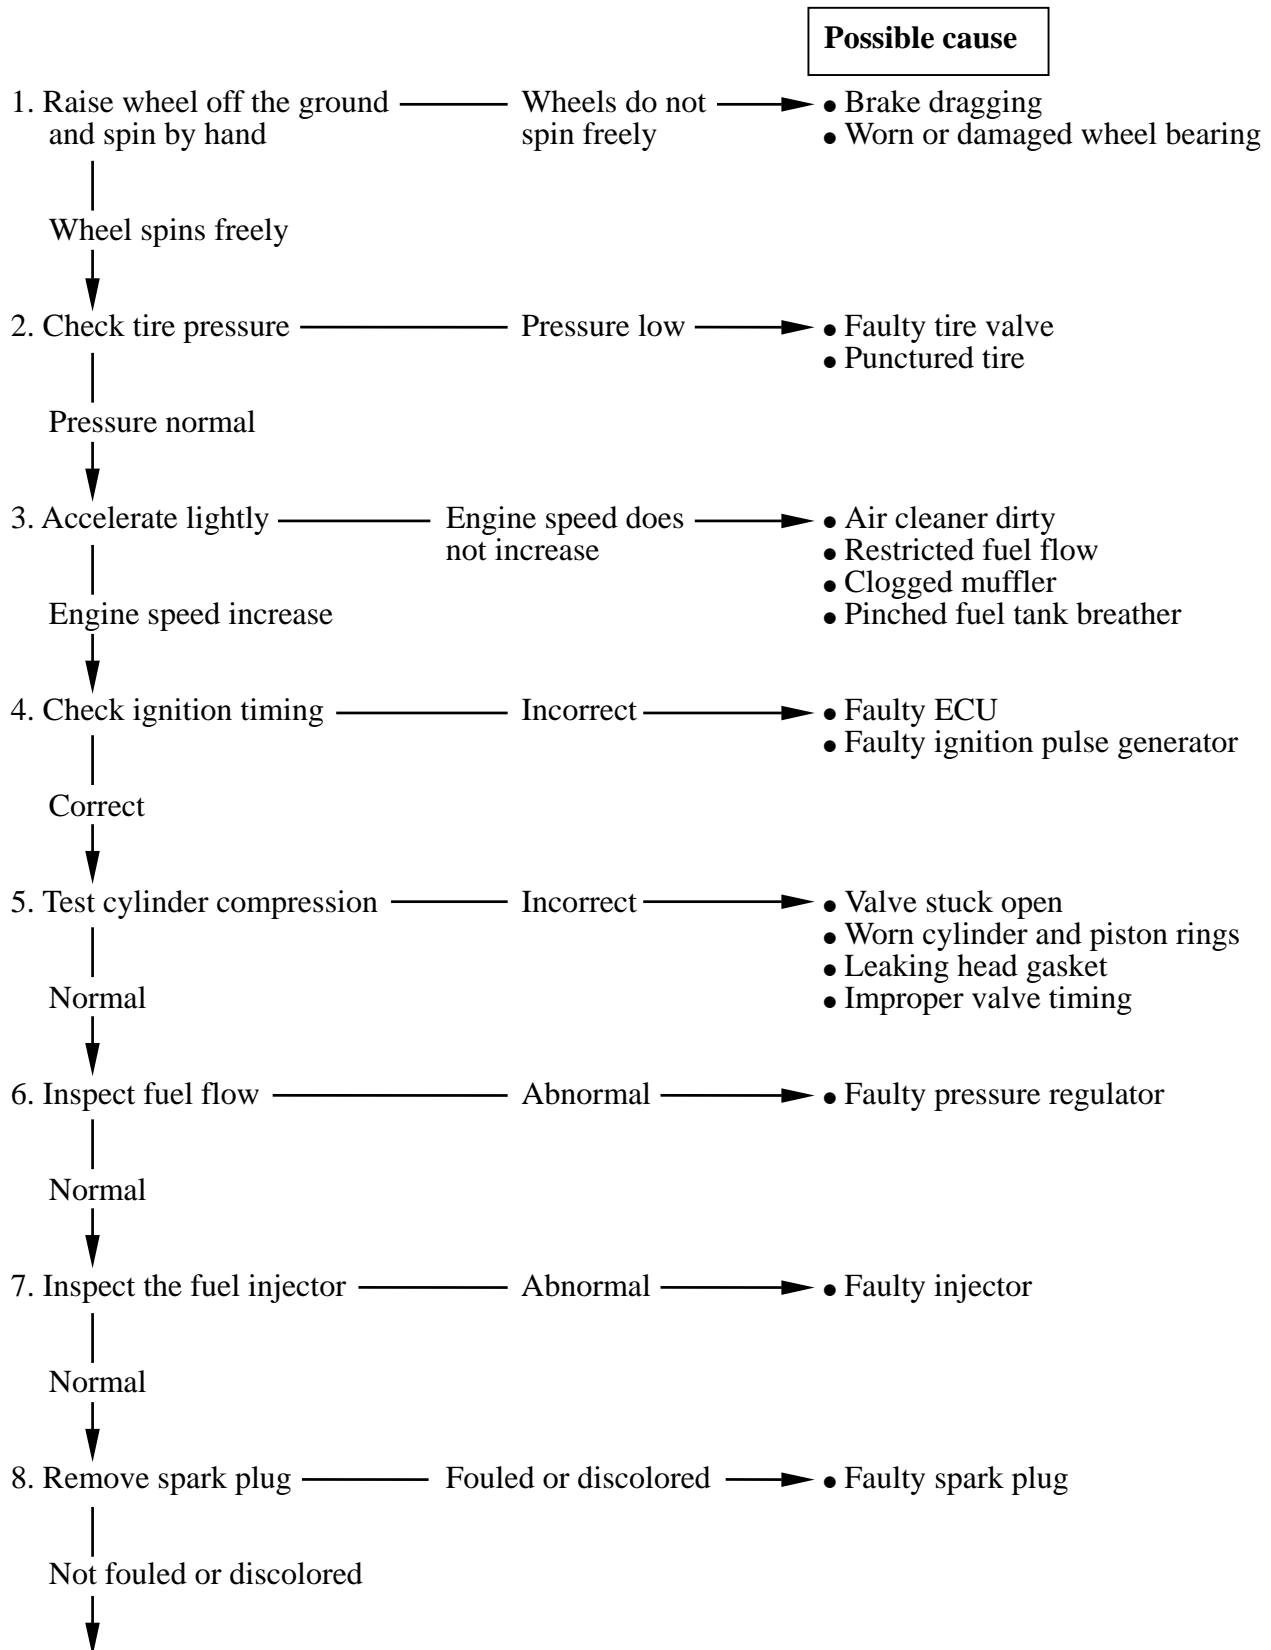 Possible cause
1. Raise wheel off the ground
and spin by hand
Wheels do not
spin freely
● Brake dragging
● Worn or damaged wheel bearing
Wheel spins freely
2. Check tire pressure
Pressure low
● Faulty tire valve
● Punctured tire
Pressure normal
3. Accelerate lightly
Engine speed does
not increase
● Air cleaner dirty
● Restricted fuel flow
● Clogged muffler
● Pinched fuel tank breather
Engine speed increase
4. Check ignition timing
Incorrect
● Faulty ECU
● Faulty ignition pulse generator
Correct
5. Test cylinder compression
Incorrect
● Valve stuck open
● Worn cylinder and piston rings
● Leaking head gasket
● Improper valve timing
Normal
6. Inspect fuel flow
Abnormal
● Faulty pressure regulator
Normal
7. Inspect the fuel injector
Abnormal
● Faulty injector
Normal
8. Remove spark plug
Fouled or discolored
● Faulty spark plug
Not fouled or discolored